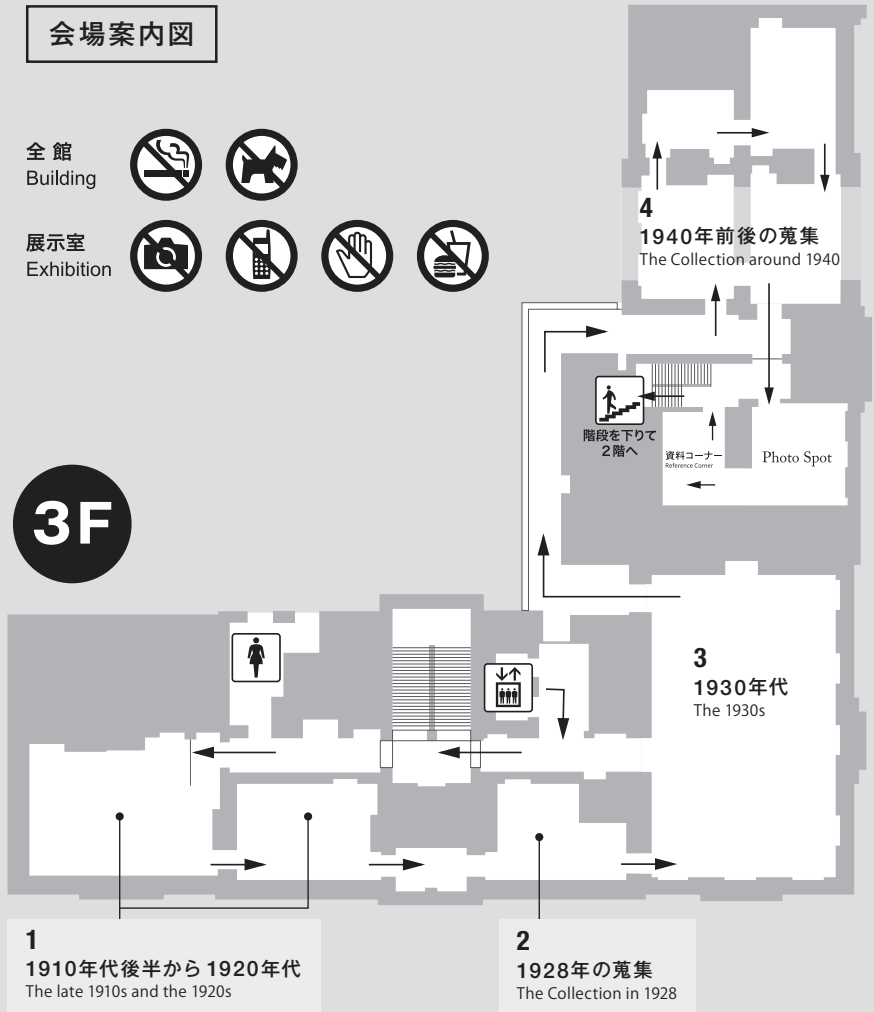 会場案内図
全 館
Building
展示室
Exhibition
4
1940年前後の蒐集
The Collection around 1940
階段を下りて
2階へ
資料コーナー
Reference Corner
Photo Spot
3F
3
1930年代
The 1930s
1
1910年代後半から1920年代
The late 1910s and the 1920s
2
1928年の蒐集
The Collection in 1928